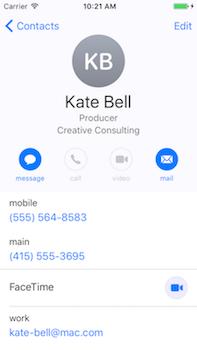 Carrier 10:21 AM
Contacts Edit
KB
Kate Bell
Producer
Creative Consulting
message call video mail
mobile
(555) 564-8583
main
(415) 555-3695
FaceTime
work
kate-bell@mac.com